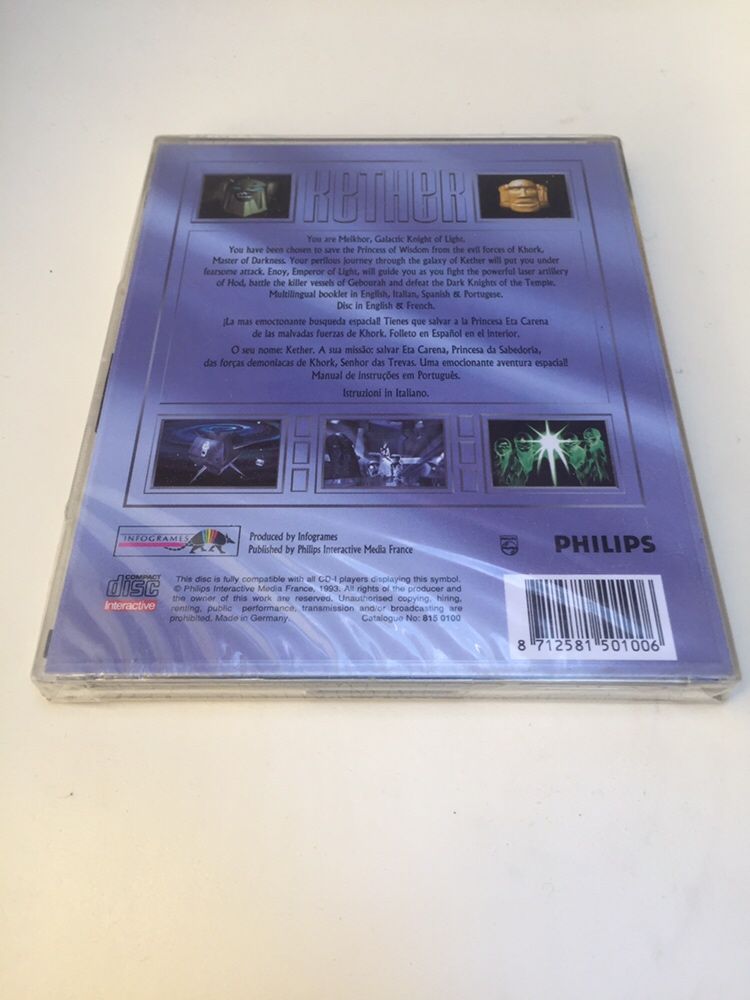 KETHER
You are Melkhor, Galactic Knight of Light.
You have been chosen to save the Princess of Wisdom from the evil forces of Khork,
Master of Darkness. Your perilous journey through the galaxy of Kether will put you under
fearsome attack. Enoy, Emperor of Light, will guide you as you fight the powerful laser artillery
of Hod, battle the killer vessels of Gebourah and defeat the Dark Knights of the Temple.
Multilingual booklet in English, Italian, Spanish & Portugese.
Disc in English & French.
¡La mas emoctonante busqueda espacial! Tienes que salvar a la Princesa Eta Carena
de las malvadas fuerzas de Khork. Folleto en Español en el interior.
O seu nome: Kether. A sua missão: salvar Eta Carena, Princesa da Sabedoria,
das forças demoniacas de Khork, Senhor das Trevas. Uma emocionante aventura espacial!
Manual de instruções em Português.
Istruzioni in Italiano.
INFOGRAMES
Produced by Infogrames
Published by Philips Interactive Media France
PHILIPS
COMPACT
disc
Interactive
This disc is fully compatible with all CD-I players displaying this symbol.
© Philips Interactive Media France, 1993. All rights of the producer and
the owner of this work are reserved. Unauthorised copying, hiring,
renting, public performance, transmission and/or broadcasting are
prohibited. Made in Germany. Catalogue No: 815 0100
8 712581 501006